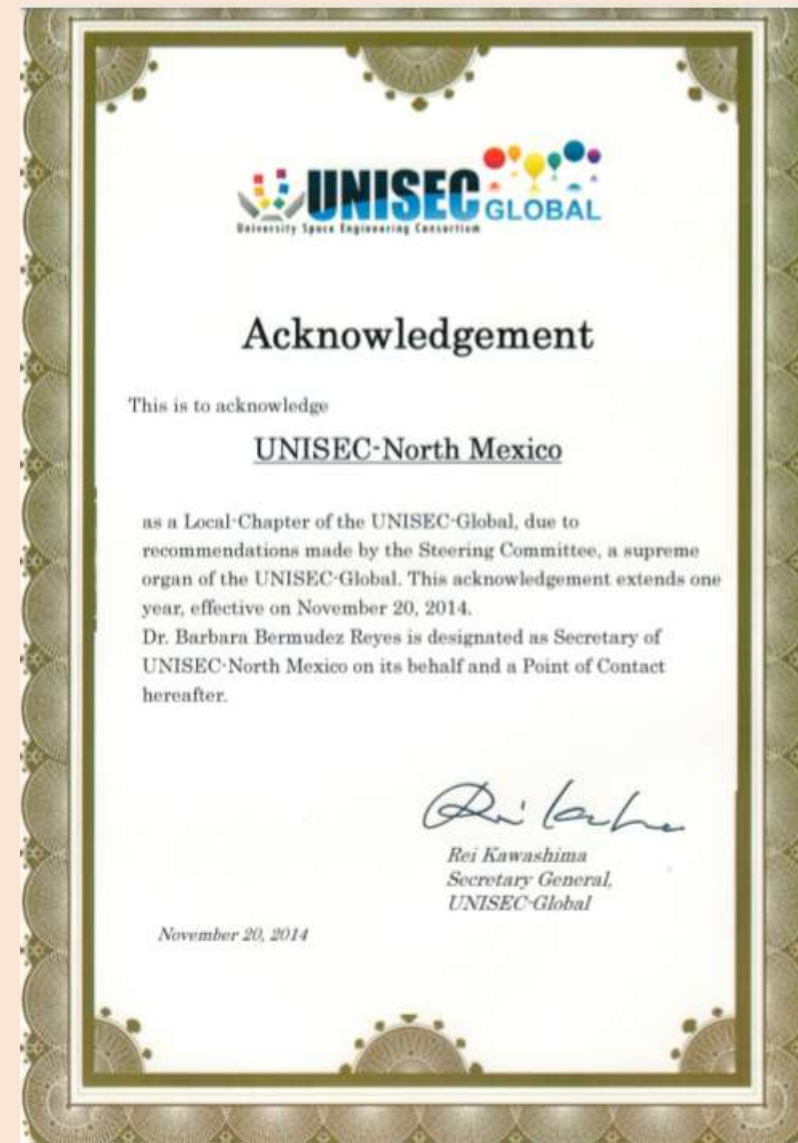 UNISEC
GLOBAL
University Space Engineering Consortium
Acknowledgement
This is to acknowledge
UNISEC-North Mexico
as a Local-Chapter of the UNISEC-Global, due to
recommendations made by the Steering Committee, a supreme
organ of the UNISEC-Global. This acknowledgement extends one
year, effective on November 20, 2014.
Dr. Barbara Bermudez Reyes is designated as Secretary of
UNISEC-North Mexico on its behalf and a Point of Contact
hereafter.
Rei Kawashima
Secretary General,
UNISEC-Global
November 20, 2014